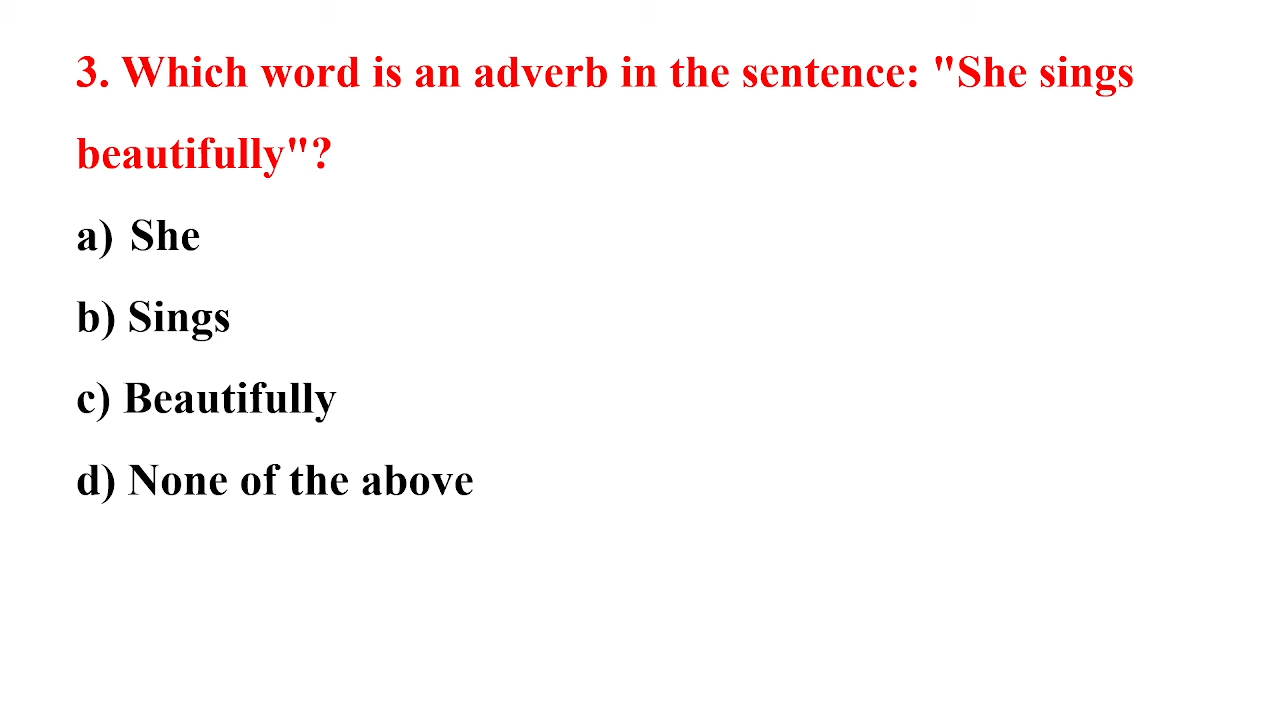 3. Which word is an adverb in the sentence: "She sings
beautifully"?
a) She
b) Sings
c) Beautifully
d) None of the above